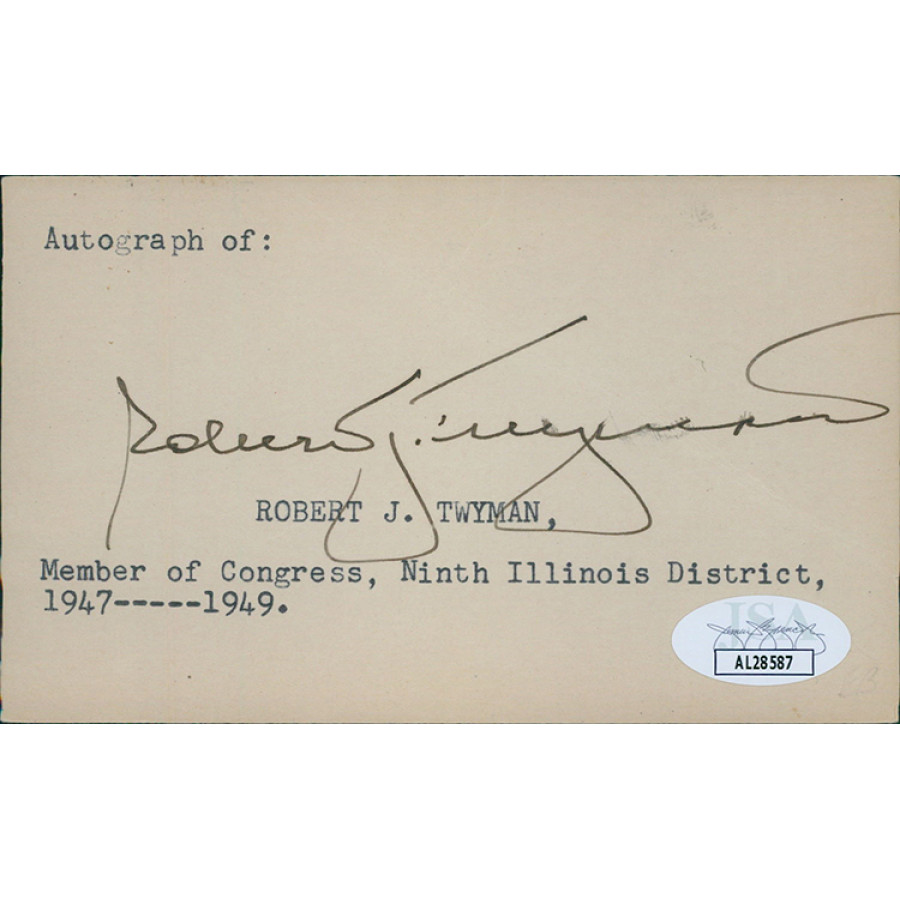 Autograph of:
Robert J. Twyman
ROBERT J. TWYMAN,
Member of Congress, Ninth Illinois District,
1947-----1949.
JSA
AL28587